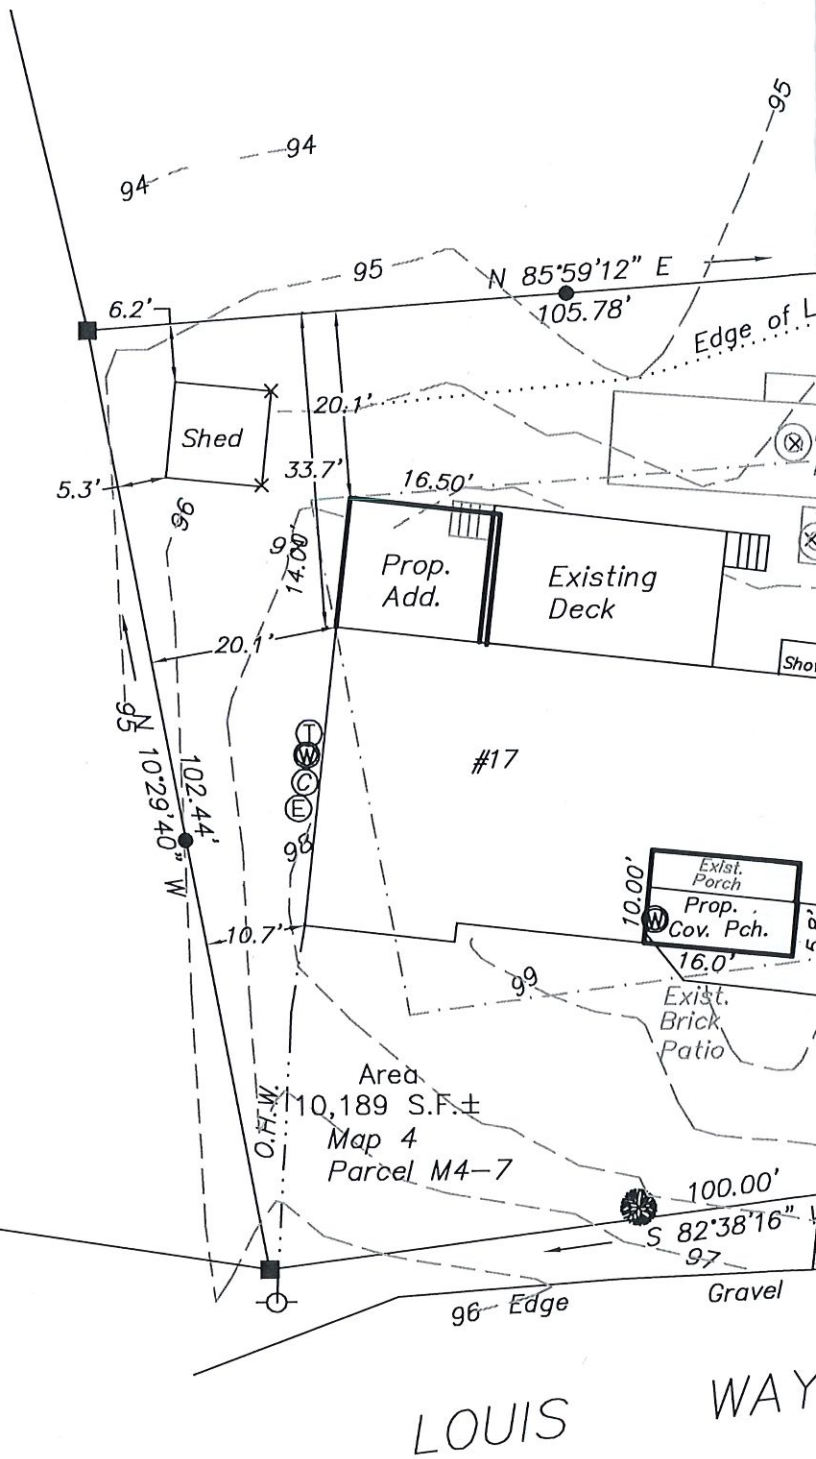 95
94
94
95
N 85°59'12" E
105.78'
6.2'
Edge of
20.1'
Shed
33.7'
16.50'
5.3'
96
14.00'
Prop.
Add.
Existing
Deck
20.1'
95
N 10°29'40" W
102.44'
T
W
C
E
#17
98
Exist.
Porch
10.00'
Prop.
Cov. Pch.
W
5.8'
10.7'
16.0'
99
Exist.
Brick
Patio
Area
10,189 S.F.±
Map 4
Parcel M4-7
O.H.W.
100.00'
S 82°38'16"
97
96
Edge
Gravel
LOUIS WAY